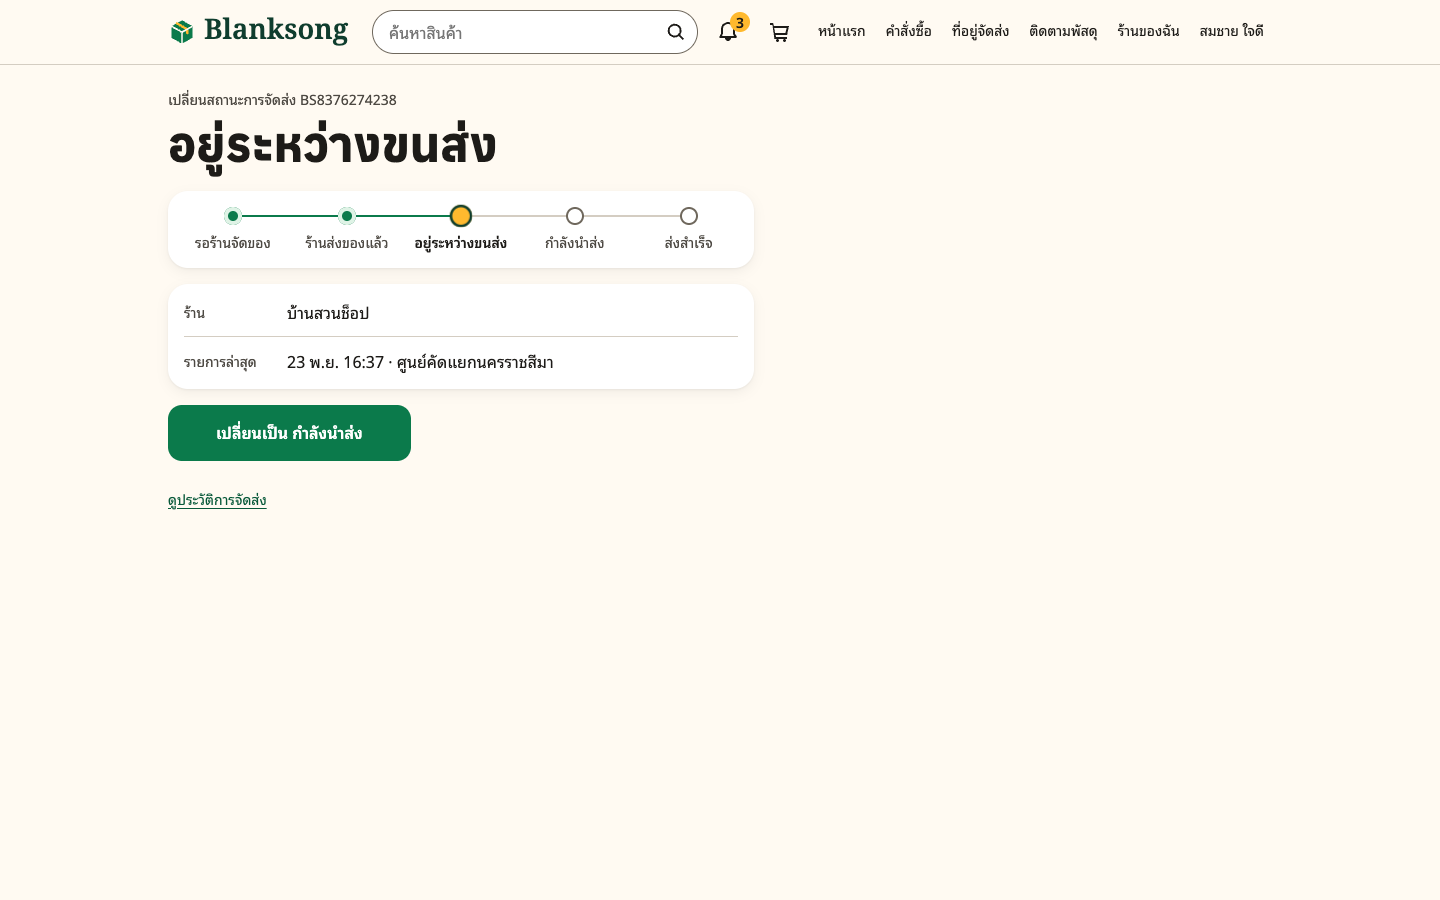 Blanksong
ค้นหาสินค้า
3
หน้าแรก
คำสั่งซื้อ
ที่อยู่จัดส่ง
ติดตามพัสดุ
ร้านของฉัน
สมชาย ใจดี
เปลี่ยนสถานะการจัดส่ง BS8376274238
อยู่ระหว่างขนส่ง
รอร้านจัดของ
ร้านส่งของแล้ว
อยู่ระหว่างขนส่ง
กำลังนำส่ง
ส่งสำเร็จ
ร้าน
บ้านสวนช็อป
รายการล่าสุด
23 พ.ย. 16:37 · ศูนย์คัดแยกนครราชสีมา
เปลี่ยนเป็น กำลังนำส่ง
ดูประวัติการจัดส่ง